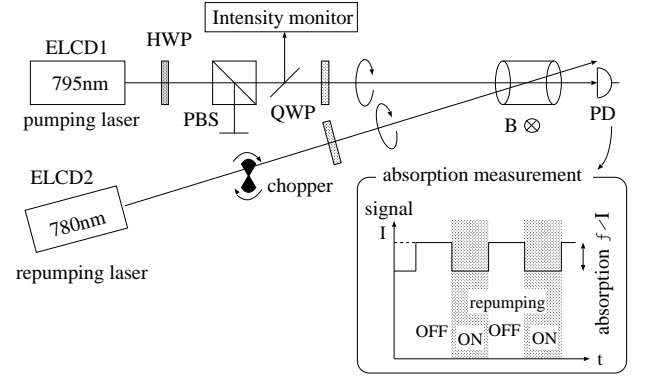 Intensity monitor
ELCD1
HWP
795nm
pumping laser
PBS
QWP
PD
B ⊗
ELCD2
chopper
780nm
repumping laser
absorption measurement
signal
I
repumping
OFF ON OFF ON
t
absorption